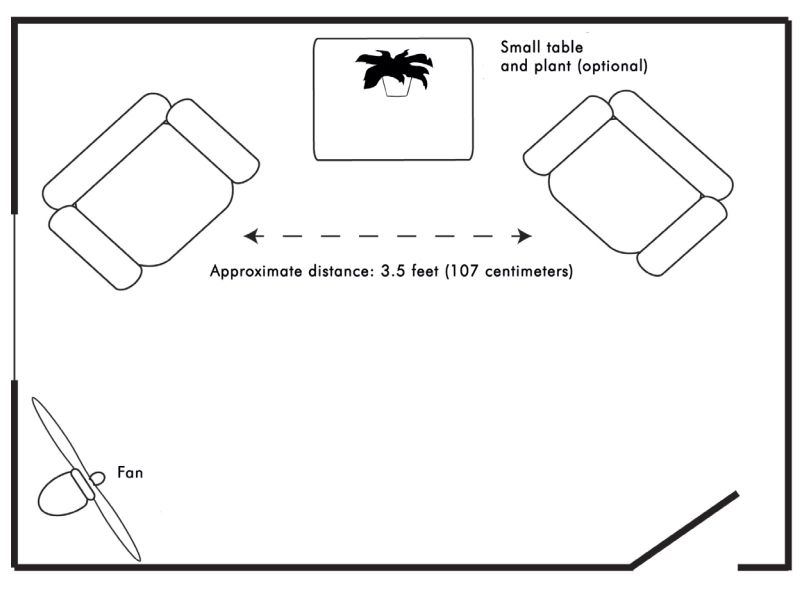 Small table
and plant (optional)
Approximate distance: 3.5 feet (107 centimeters)
Fan